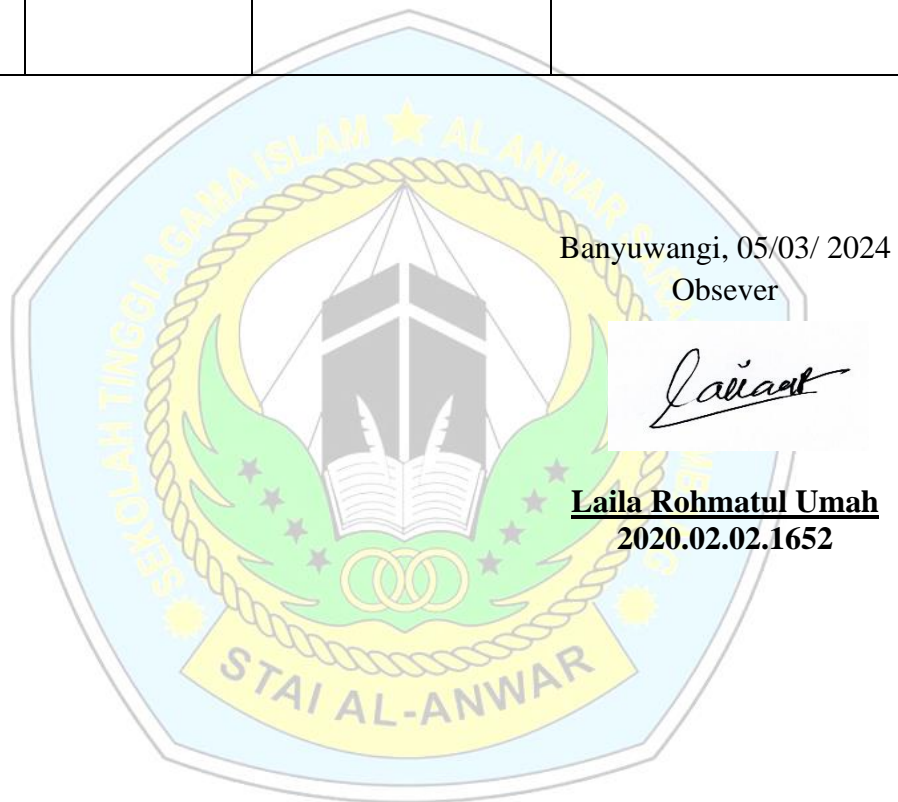 SEKOLAH TINGGI AGAMA ISLAM ★ AL ANWAR
Banyuwangi, 05/03/ 2024
Obsever
Laila Rohmatul Umah
2020.02.02.1652
STAI AL-ANWAR